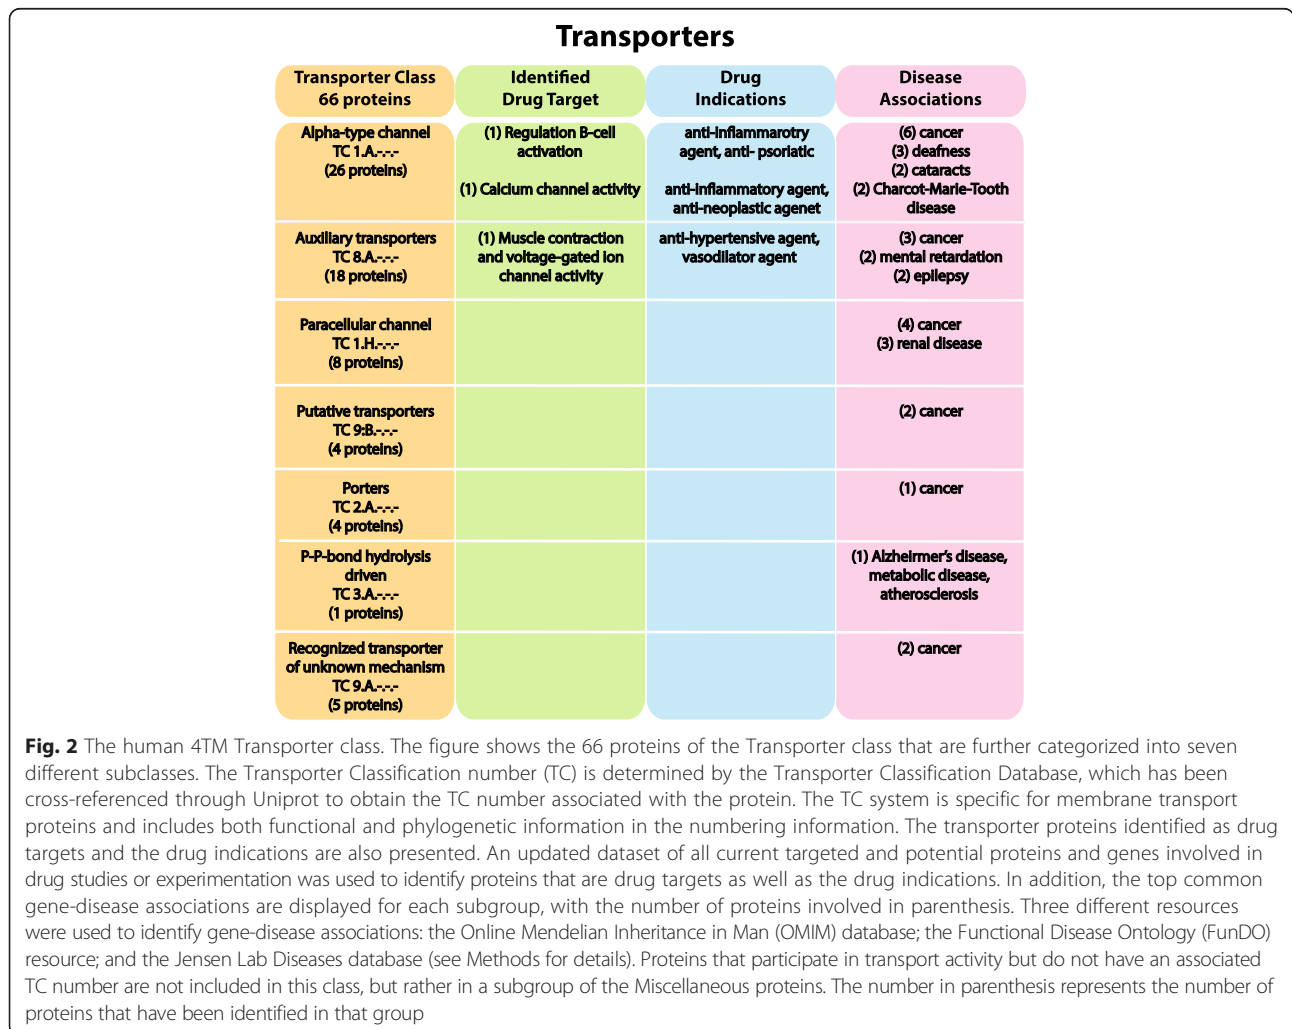 Transporters
Transporter Class
66 proteins
Identified
Drug Target
Drug
Indications
Disease
Associations
Alpha-type channel
TC 1.A.-.-.-
(26 proteins)
(1) Regulation B-cell
activation
(1) Calcium channel activity
anti-inflammarotry
agent, anti- psoriatic
anti-inflammatory agent,
anti-neoplastic agenet
(6) cancer
(3) deafness
(2) cataracts
(2) Charcot-Marie-Tooth
disease
Auxiliary transporters
TC 8.A.-.-.-
(18 proteins)
(1) Muscle contraction
and voltage-gated ion
channel activity
anti-hypertensive agent,
vasodilator agent
(3) cancer
(2) mental retardation
(2) epilepsy
Paracellular channel
TC 1.H.-.-.-
(8 proteins)
(4) cancer
(3) renal disease
Putative transporters
TC 9:B.-.-.-
(4 proteins)
(2) cancer
Porters
TC 2.A.-.-.-
(4 proteins)
(1) cancer
P-P-bond hydrolysis
driven
TC 3.A.-.-.-
(1 proteins)
(1) Alzheirmer's disease,
metabolic disease,
atherosclerosis
Recognized transporter
of unknown mechanism
TC 9.A.-.-.-
(5 proteins)
(2) cancer
Fig. 2 The human 4TM Transporter class. The figure shows the 66 proteins of the Transporter class that are further categorized into seven
different subclasses. The Transporter Classification number (TC) is determined by the Transporter Classification Database, which has been
cross-referenced through Uniprot to obtain the TC number associated with the protein. The TC system is specific for membrane transport
proteins and includes both functional and phylogenetic information in the numbering information. The transporter proteins identified as drug
targets and the drug indications are also presented. An updated dataset of all current targeted and potential proteins and genes involved in
drug studies or experimentation was used to identify proteins that are drug targets as well as the drug indications. In addition, the top common
gene-disease associations are displayed for each subgroup, with the number of proteins involved in parenthesis. Three different resources
were used to identify gene-disease associations: the Online Mendelian Inheritance in Man (OMIM) database; the Functional Disease Ontology (FunDO)
resource; and the Jensen Lab Diseases database (see Methods for details). Proteins that participate in transport activity but do not have an associated
TC number are not included in this class, but rather in a subgroup of the Miscellaneous proteins. The number in parenthesis represents the number of
proteins that have been identified in that group